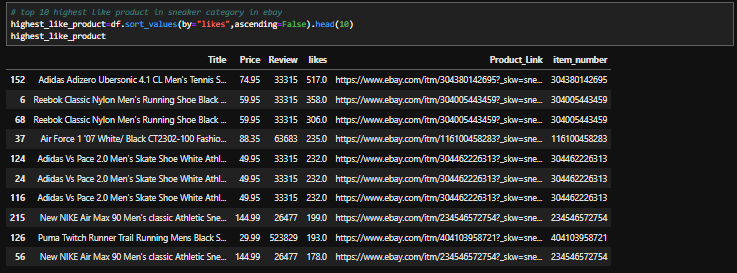 # top 10 highest Like product in sneaker category in ebay
highest_like_product=df.sort_values(by="likes",ascending=False).head(10)
highest_like_product
Title Price Review likes Product_Link item_number
152 Adidas Adizero Ubersonic 4.1 CL Men's Tennis S... 74.95 33315 517.0 https://www.ebay.com/itm/304380142695?_skw=sne... 304380142695
6 Reebok Classic Nylon Men's Running Shoe Black ... 59.95 33315 358.0 https://www.ebay.com/itm/304005443459?_skw=sne... 304005443459
68 Reebok Classic Nylon Men's Running Shoe Black ... 59.95 33315 306.0 https://www.ebay.com/itm/304005443459?_skw=sne... 304005443459
37 Air Force 1 '07 White/ Black CT2302-100 Fashio... 88.35 63683 235.0 https://www.ebay.com/itm/116100458283?_skw=sne... 116100458283
124 Adidas Vs Pace 2.0 Men's Skate Shoe White Athl... 49.95 33315 232.0 https://www.ebay.com/itm/304462226313?_skw=sne... 304462226313
24 Adidas Vs Pace 2.0 Men's Skate Shoe White Athl... 49.95 33315 232.0 https://www.ebay.com/itm/304462226313?_skw=sne... 304462226313
116 Adidas Vs Pace 2.0 Men's Skate Shoe White Athl... 49.95 33315 232.0 https://www.ebay.com/itm/304462226313?_skw=sne... 304462226313
215 New NIKE Air Max 90 Men's classic Athletic Sne... 144.99 26477 199.0 https://www.ebay.com/itm/234546572754?_skw=sne... 234546572754
126 Puma Twitch Runner Trail Running Mens Black S... 29.99 523829 193.0 https://www.ebay.com/itm/404103958721?_skw=sne... 404103958721
56 New NIKE Air Max 90 Men's classic Athletic Sne... 144.99 26477 178.0 https://www.ebay.com/itm/234546572754?_skw=sne... 234546572754